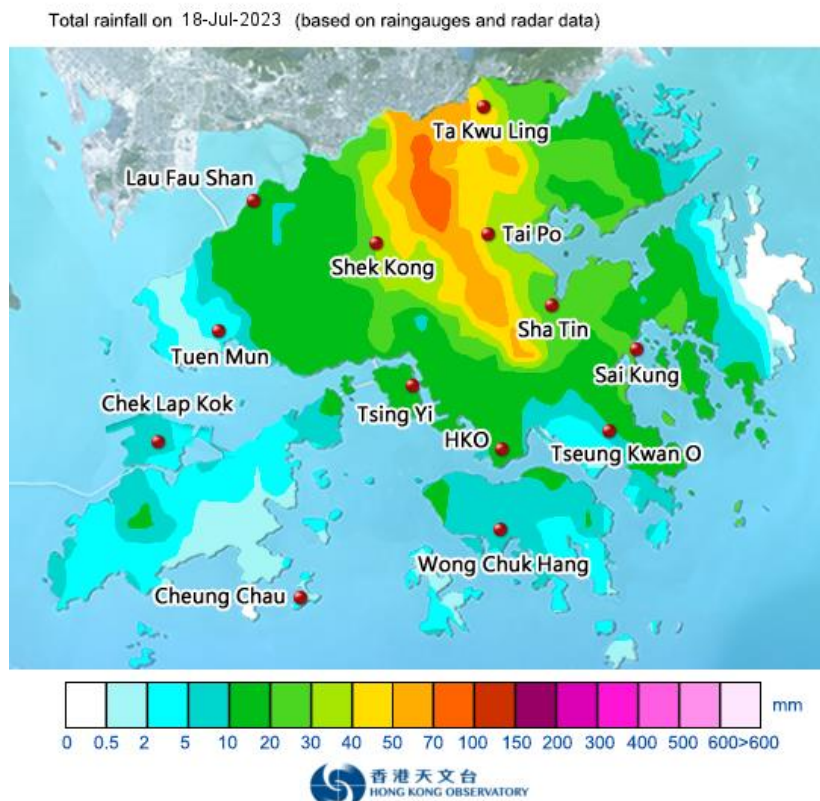 Total rainfall on 18-Jul-2023 (based on raingauges and radar data)
Ta Kwu Ling
Lau Fau Shan
Tai Po
Shek Kong
Sha Tin
Tuen Mun
Sai Kung
Chek Lap Kok
Tsing Yi
HKO
Tseung Kwan O
Wong Chuk Hang
Cheung Chau
mm
0 0.5 2 5 10 20 30 40 50 70 100 150 200 300 400 500 600>600
香港天文台
HONG KONG OBSERVATORY